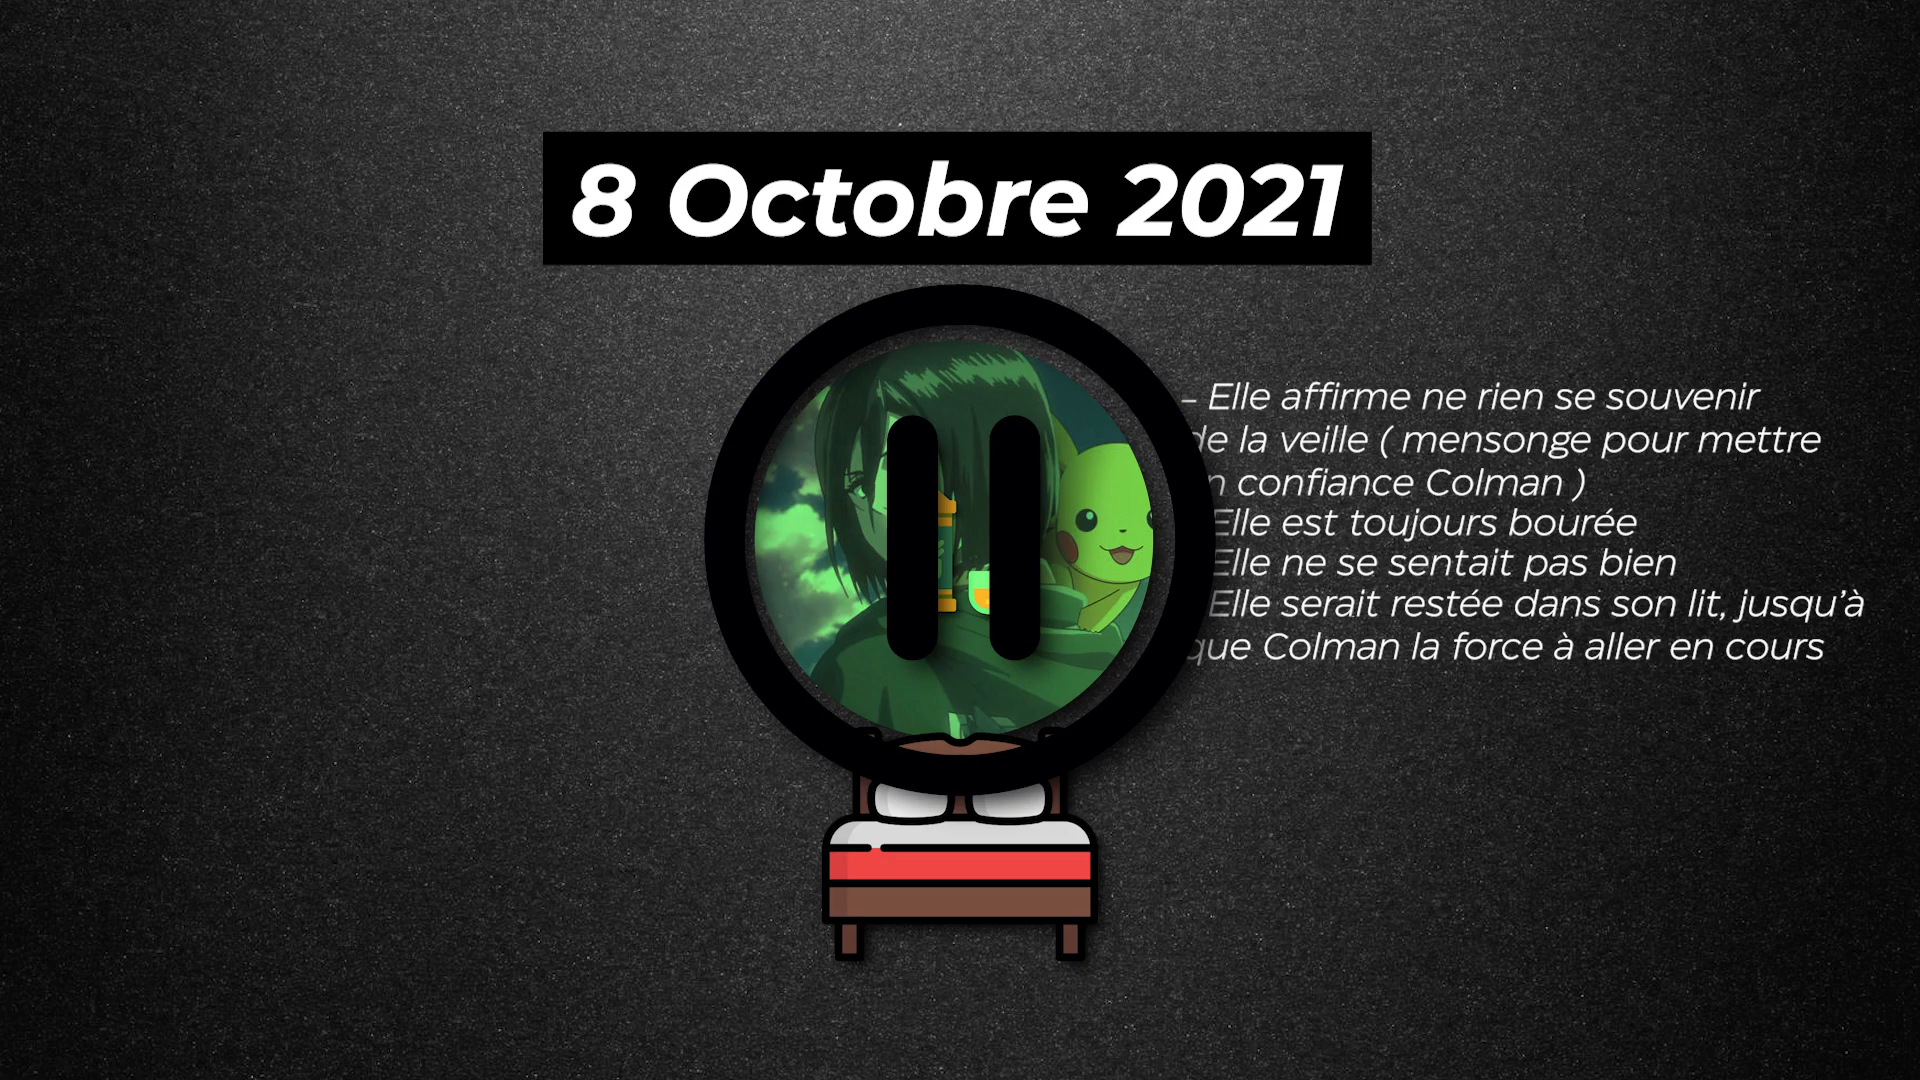 8 Octobre 2021
– Elle affirme ne rien se souvenir
de la veille ( mensonge pour mettre
confiance Colman )
Elle est toujours bourée
Elle ne se sentait pas bien
Elle serait restée dans son lit, jusqu'à
que Colman la force à aller en cours